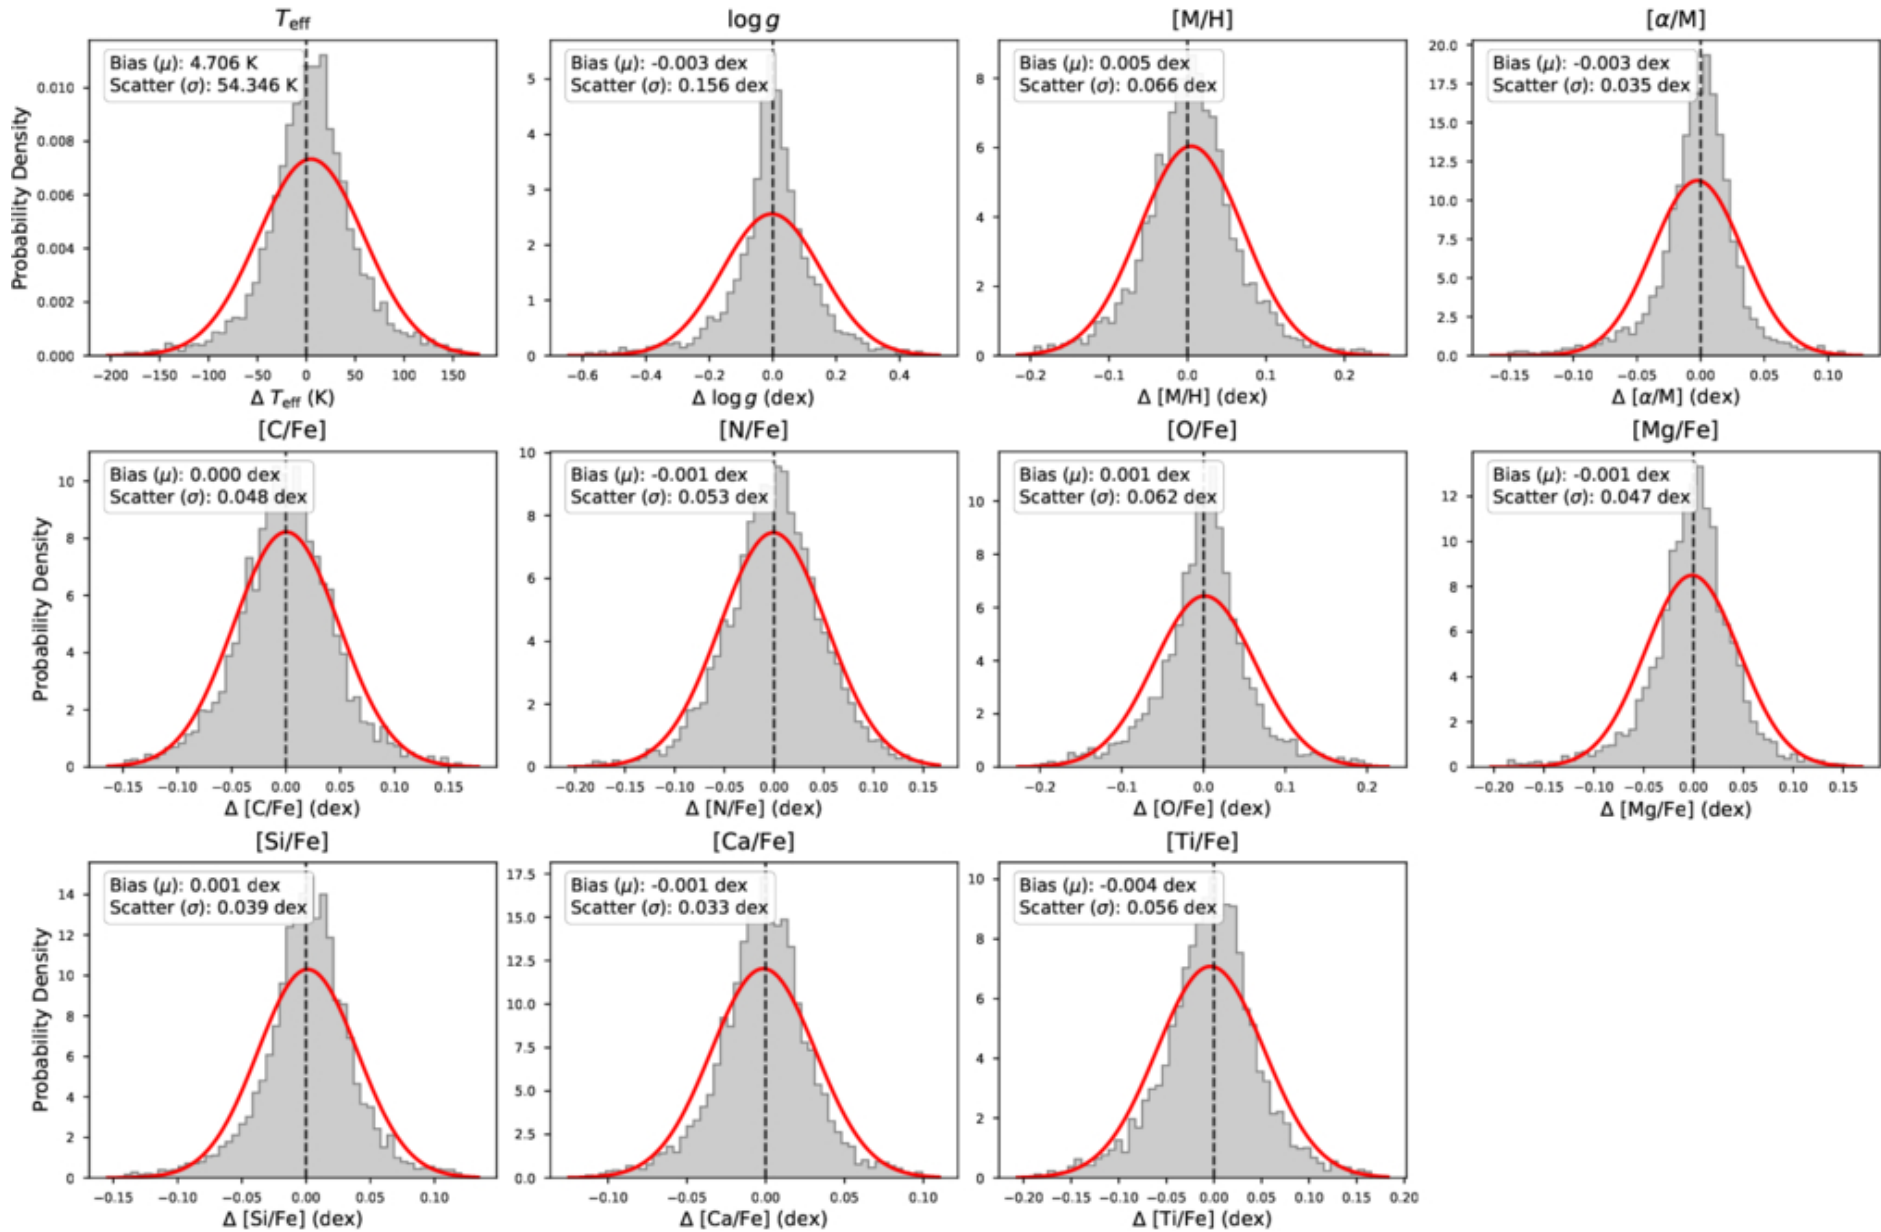 T_eff
log g
[M/H]
[α/M]
Probability Density
Bias (μ): 4.706 K
Scatter (σ): 54.346 K
Bias (μ): -0.003 dex
Scatter (σ): 0.156 dex
Bias (μ): 0.005 dex
Scatter (σ): 0.066 dex
Bias (μ): -0.003 dex
Scatter (σ): 0.035 dex
0.010
0.008
0.006
0.004
0.002
0.000
5
4
3
2
1
0
8
6
4
2
0
20.0
17.5
15.0
12.5
10.0
7.5
5.0
2.5
0.0
−200 −150 −100 −50 0 50 100 150
−0.6 −0.4 −0.2 0.0 0.2 0.4
−0.2 −0.1 0.0 0.1 0.2
−0.15 −0.10 −0.05 0.00 0.05 0.10
Δ T_eff (K)
Δ log g (dex)
Δ [M/H] (dex)
Δ [α/M] (dex)
[C/Fe]
[N/Fe]
[O/Fe]
[Mg/Fe]
Probability Density
Bias (μ): 0.000 dex
Scatter (σ): 0.048 dex
Bias (μ): -0.001 dex
Scatter (σ): 0.053 dex
Bias (μ): 0.001 dex
Scatter (σ): 0.062 dex
Bias (μ): -0.001 dex
Scatter (σ): 0.047 dex
10
8
6
4
2
0
10
8
6
4
2
0
10
8
6
4
2
0
12
10
8
6
4
2
0
−0.15 −0.10 −0.05 0.00 0.05 0.10 0.15
−0.20 −0.15 −0.10 −0.05 0.00 0.05 0.10 0.15
−0.2 −0.1 0.0 0.1 0.2
−0.20 −0.15 −0.10 −0.05 0.00 0.05 0.10 0.15
Δ [C/Fe] (dex)
Δ [N/Fe] (dex)
Δ [O/Fe] (dex)
Δ [Mg/Fe] (dex)
[Si/Fe]
[Ca/Fe]
[Ti/Fe]
Probability Density
Bias (μ): 0.001 dex
Scatter (σ): 0.039 dex
Bias (μ): -0.001 dex
Scatter (σ): 0.033 dex
Bias (μ): -0.004 dex
Scatter (σ): 0.056 dex
14
12
10
8
6
4
2
0
17.5
15.0
12.5
10.0
7.5
5.0
2.5
0.0
10
8
6
4
2
0
−0.15 −0.10 −0.05 0.00 0.05 0.10
−0.10 −0.05 0.00 0.05 0.10
−0.20 −0.15 −0.10 −0.05 0.00 0.05 0.10 0.15 0.20
Δ [Si/Fe] (dex)
Δ [Ca/Fe] (dex)
Δ [Ti/Fe] (dex)